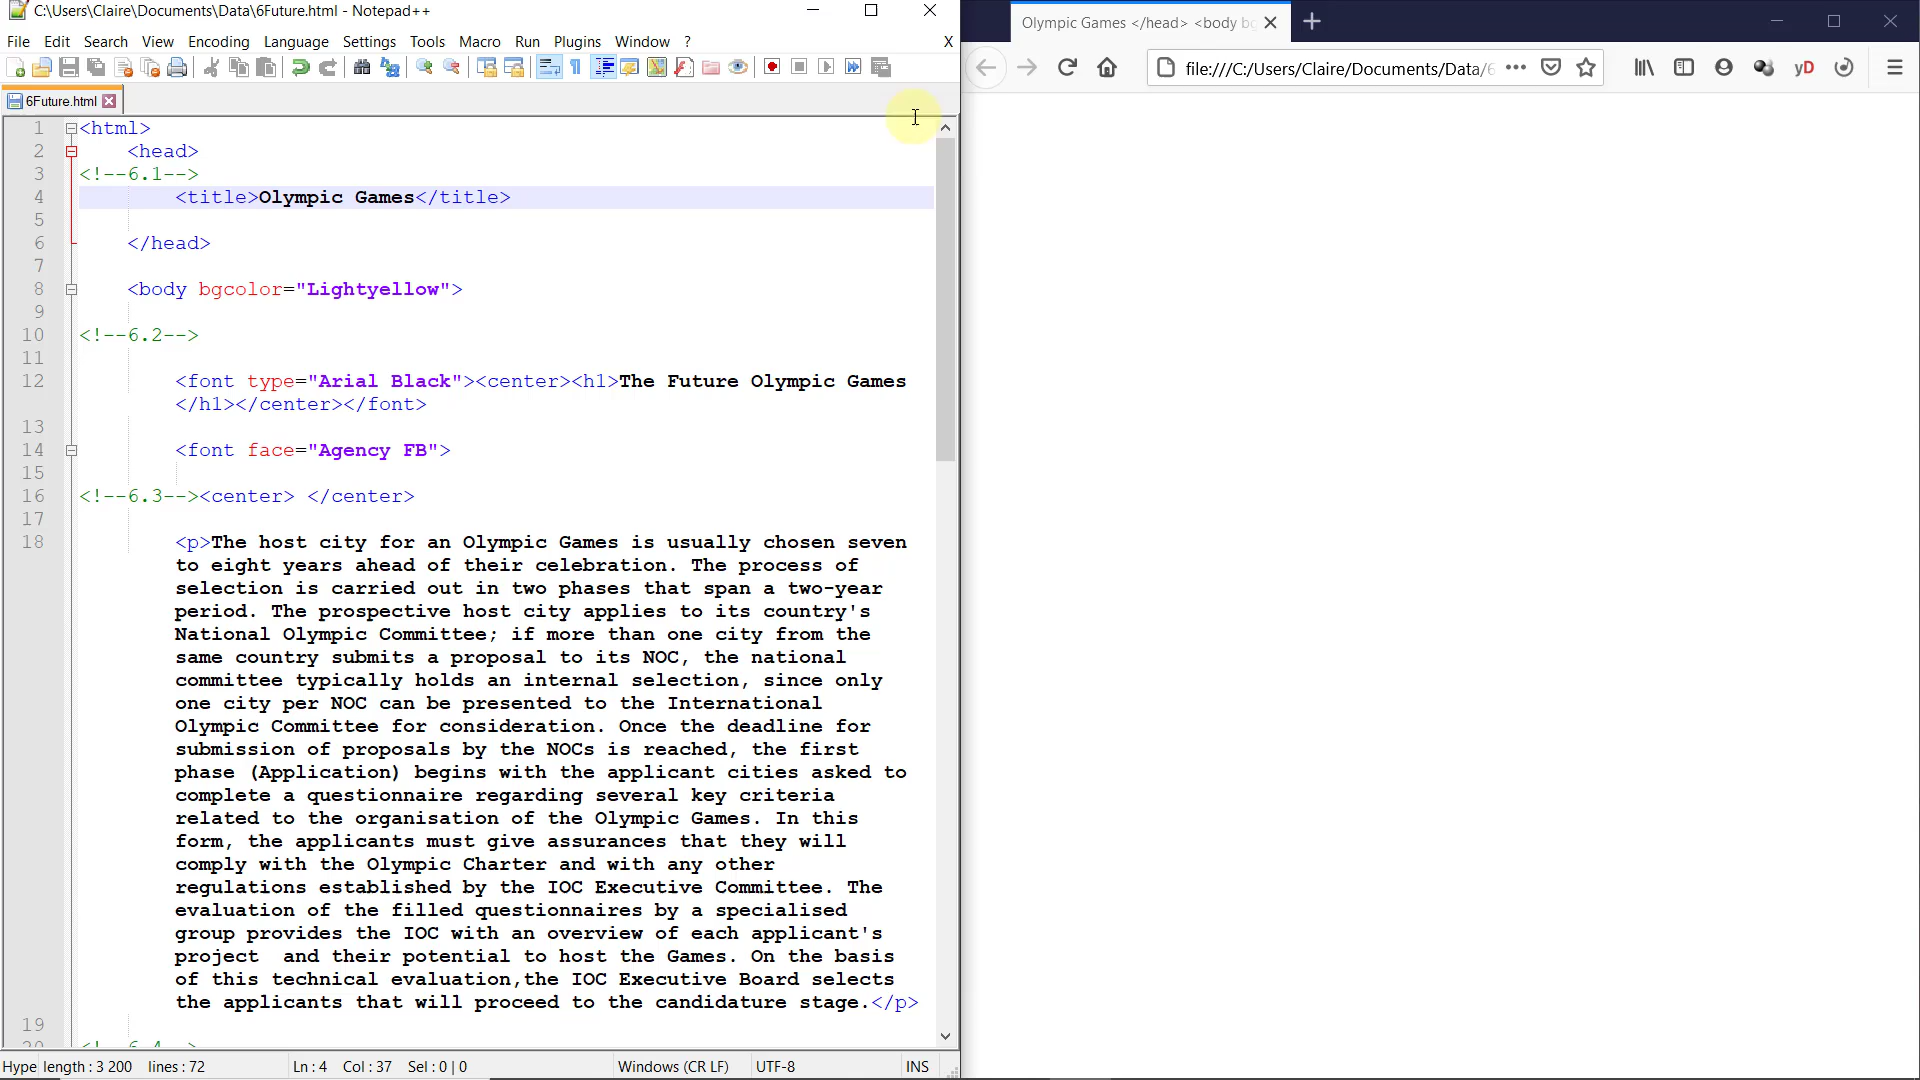 C:\Users\Claire\Documents\Data\6Future.html - Notepad++
File Edit Search View Encoding Language Settings Tools Macro Run Plugins Window ? X
6Future.html
1 <html>
2 <head>
3 <!--6.1-->
4 <title>Olympic Games</title>
5
6 </head>
7
8 <body bgcolor="Lightyellow">
9
10 <!--6.2-->
11
12 <font type="Arial Black"><center><h1>The Future Olympic Games
</h1></center></font>
13
14 <font face="Agency FB">
15
16 <!--6.3--><center> </center>
17
18 <p>The host city for an Olympic Games is usually chosen seven
to eight years ahead of their celebration. The process of
selection is carried out in two phases that span a two-year
period. The prospective host city applies to its country's
National Olympic Committee; if more than one city from the
same country submits a proposal to its NOC, the national
committee typically holds an internal selection, since only
one city per NOC can be presented to the International
Olympic Committee for consideration. Once the deadline for
submission of proposals by the NOCs is reached, the first
phase (Application) begins with the applicant cities asked to
complete a questionnaire regarding several key criteria
related to the organisation of the Olympic Games. In this
form, the applicants must give assurances that they will
comply with the Olympic Charter and with any other
regulations established by the IOC Executive Committee. The
evaluation of the filled questionnaires by a specialised
group provides the IOC with an overview of each applicant's
project  and their potential to host the Games. On the basis
of this technical evaluation,the IOC Executive Board selects
the applicants that will proceed to the candidature stage.</p>
19
20 <!--6.4-->
Hype length : 3 200 lines : 72 Ln : 4 Col : 37 Sel : 0 | 0 Windows (CR LF) UTF-8 INS
Olympic Games </head> <body bg
file:///C:/Users/Claire/Documents/Data/6
yD